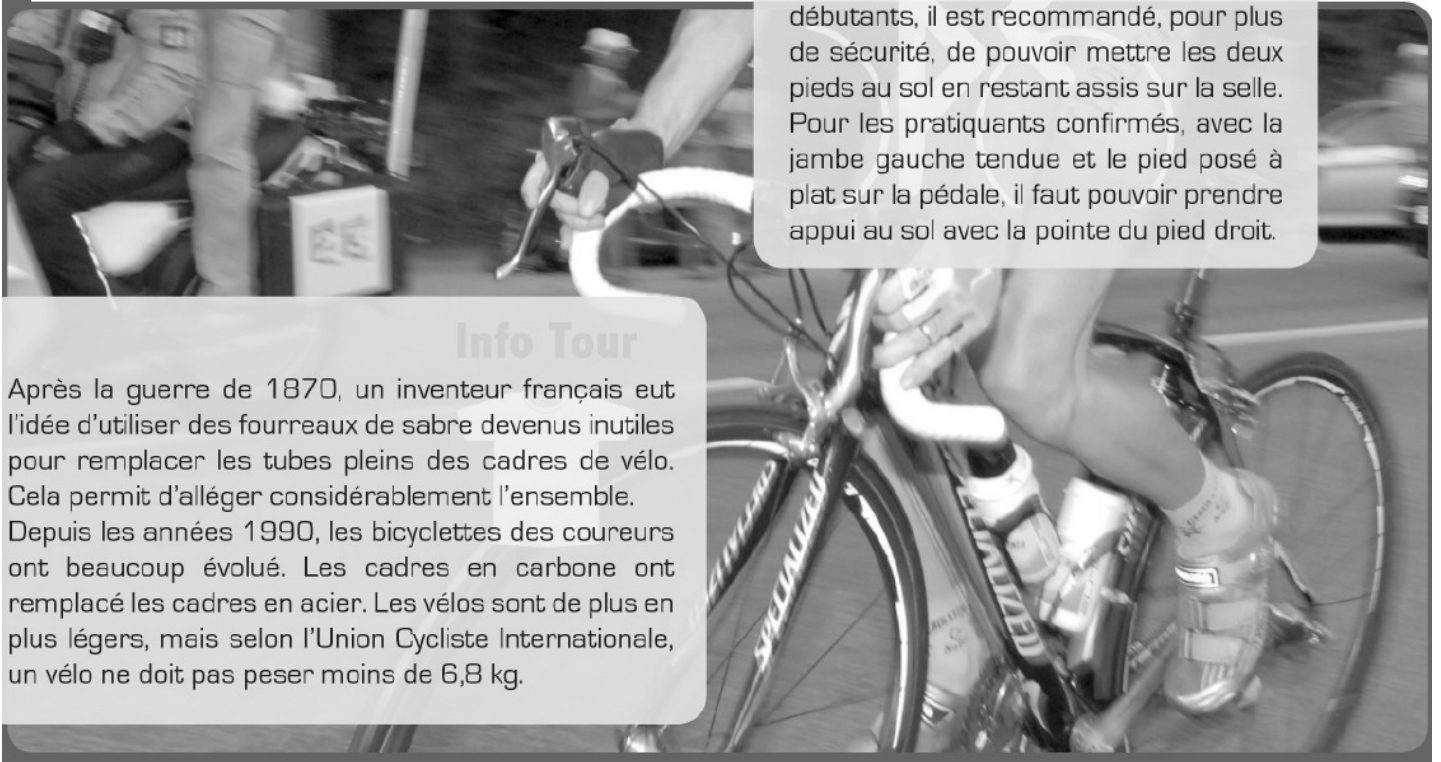 débutants, il est recommandé, pour plus
de sécurité, de pouvoir mettre les deux
pieds au sol en restant assis sur la selle.
Pour les pratiquants confirmés, avec la
jambe gauche tendue et le pied posé à
plat sur la pédale, il faut pouvoir prendre
appui au sol avec la pointe du pied droit.
Info Tour
Après la guerre de 1870, un inventeur français eut
l'idée d'utiliser des fourreaux de sabre devenus inutiles
pour remplacer les tubes pleins des cadres de vélo.
Cela permit d'alléger considérablement l'ensemble.
Depuis les années 1990, les bicyclettes des coureurs
ont beaucoup évolué. Les cadres en carbone ont
remplacé les cadres en acier. Les vélos sont de plus en
plus légers, mais selon l'Union Cycliste Internationale,
un vélo ne doit pas peser moins de 6,8 kg.
SPECIALIZED